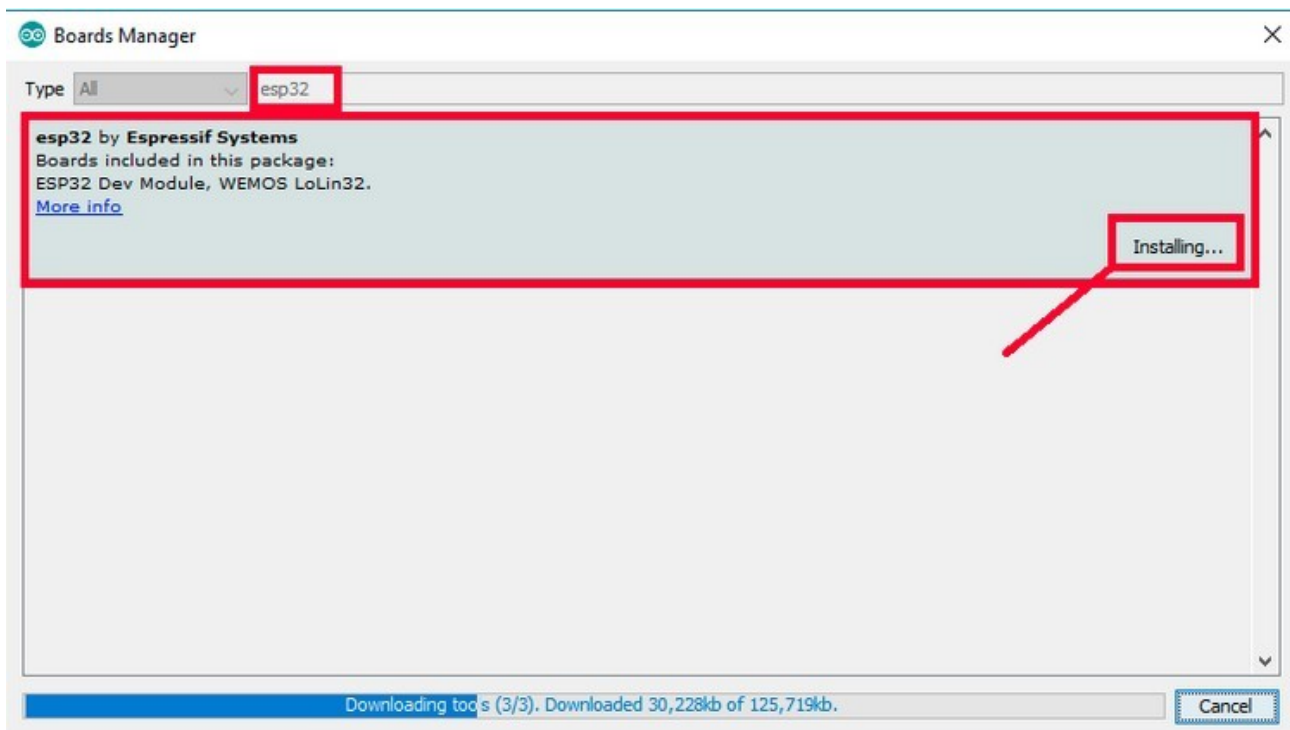 Boards Manager
Type All esp32
esp32 by Espressif Systems
Boards included in this package:
ESP32 Dev Module, WEMOS LoLin32.
More info
Installing...
Downloading tools (3/3). Downloaded 30,228kb of 125,719kb.
Cancel